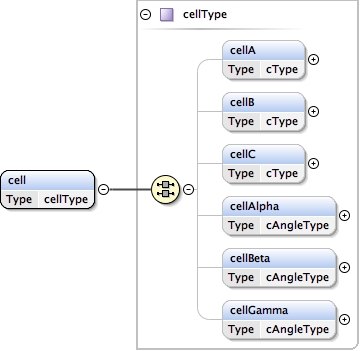 cellType
cellA
Type cType
cellB
Type cType
cellC
Type cType
cell
Type cellType
cellAlpha
Type cAngleType
cellBeta
Type cAngleType
cellGamma
Type cAngleType